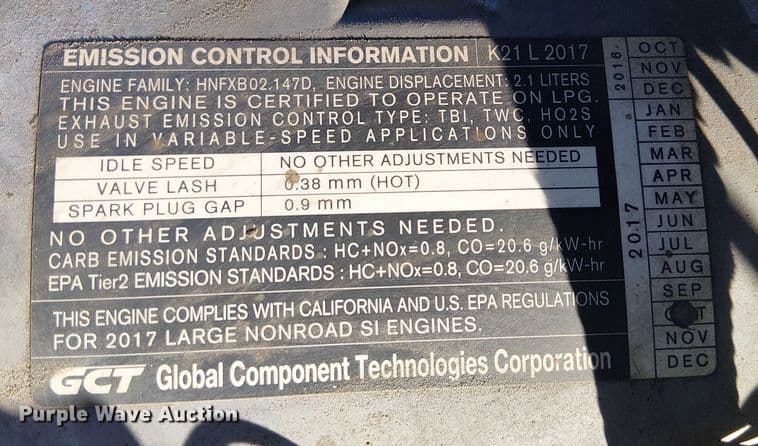 EMISSION CONTROL INFORMATION K21 L 2017
ENGINE FAMILY: HNFXB02.147D, ENGINE DISPLACEMENT: 2.1 LITERS
THIS ENGINE IS CERTIFIED TO OPERATE ON LPG.
EXHAUST EMISSION CONTROL TYPE: TBI, TWC, HO2S
USE IN VARIABLE-SPEED APPLICATIONS ONLY
IDLE SPEED NO OTHER ADJUSTMENTS NEEDED
VALVE LASH 0.38 mm (HOT)
SPARK PLUG GAP 0.9 mm
NO OTHER ADJUSTMENTS NEEDED.
CARB EMISSION STANDARDS : HC+NOx=0.8, CO=20.6 g/kW-hr
EPA Tier2 EMISSION STANDARDS : HC+NOx=0.8, CO=20.6 g/kW-hr
THIS ENGINE COMPLIES WITH CALIFORNIA AND U.S. EPA REGULATIONS
FOR 2017 LARGE NONROAD SI ENGINES.
GCT Global Component Technologies Corporation
2016.
OCT
NOV
DEC
2017
JAN
FEB
MAR
APR
MAY
JUN
JUL
AUG
SEP
OCT
NOV
DEC
Purple Wave Auction